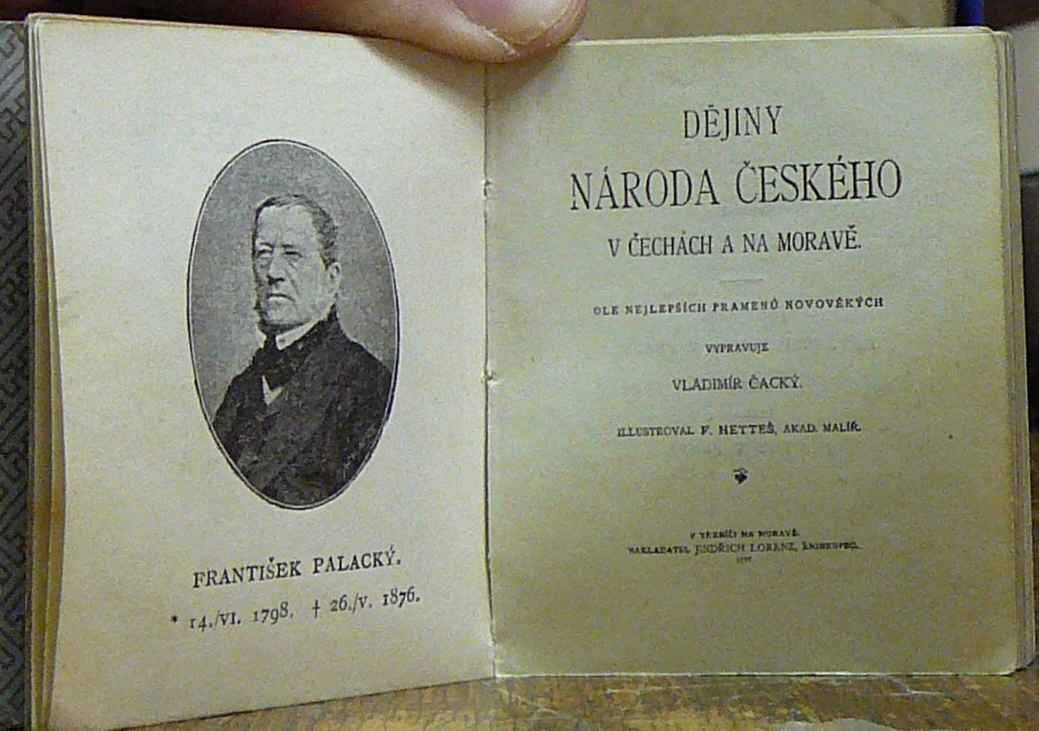 FRANTIŠEK PALACKÝ.
* 14./VI. 1798. † 26./V. 1876.
DĚJINY
NÁRODA ČESKÉHO
V ČECHÁCH A NA MORAVĚ.
DLE NEJLEPŠÍCH PRAMENŮ NOVOVĚKÝCH
VYPRAVUJE
VLADIMÍR ČACKÝ.
ILLUSTROVAL F. HETTEŠ, AKAD. MALÍŘ.
V TŘEBÍČI NA MORAVĚ.
NAKLADATEL JINDŘICH LORENZ, KNIHKUPEC.